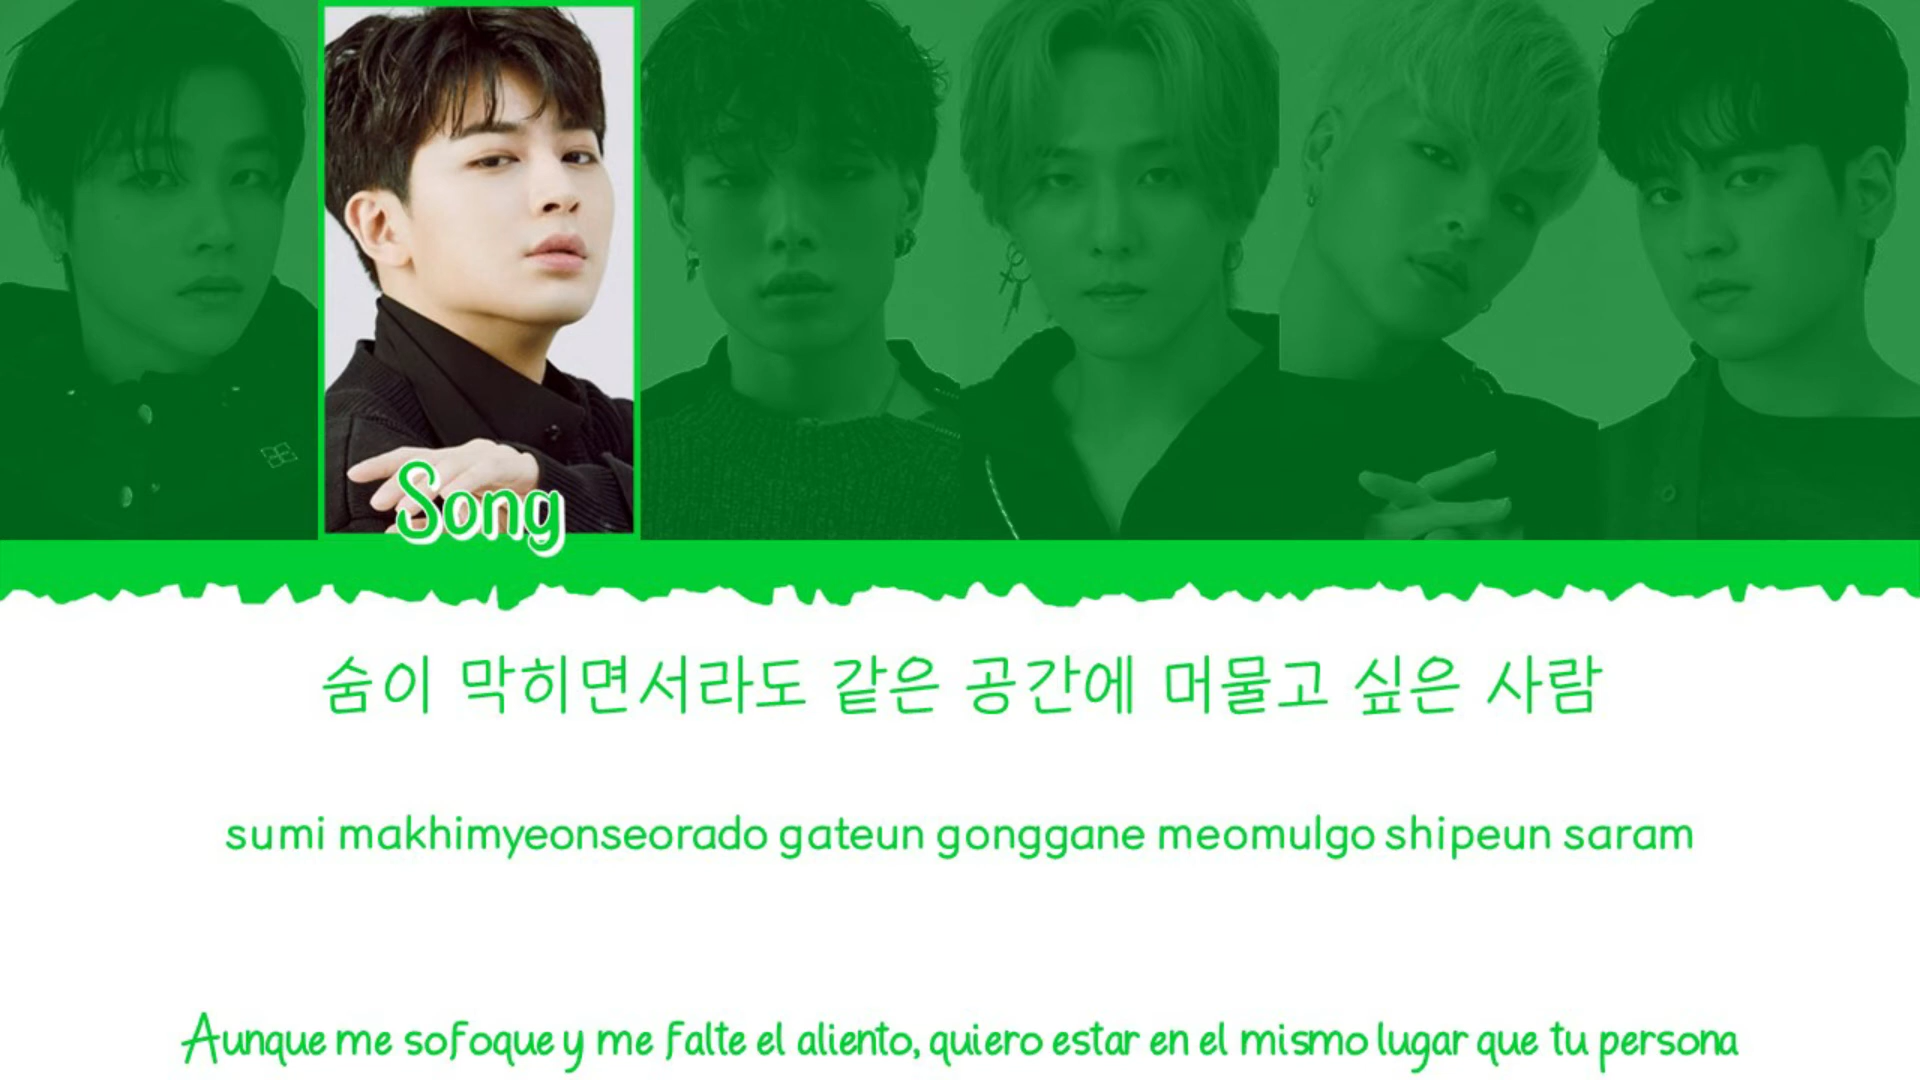 Song
숨이 막히면서라도 같은 공간에 머물고 싶은 사람
sumi makhimyeonseorado gateun gonggane meomulgo shipeun saram
Aunque me sofoque y me falte el aliento, quiero estar en el mismo lugar que tu persona